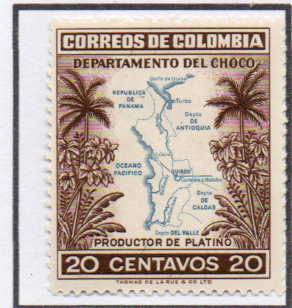 CORREOS DE COLOMBIA
DEPARTAMENTO DEL CHOCO
Golfo de Uraba
REPUBLICA
DE
PANAMA
Turbo
Depto
DE
ANTIOQUIA
OCEANO
PACIFICO
QUIBDO
Carretera a Medellin
Depto
DE
CALDAS
Depto DEL VALLE
PRODUCTOR DE PLATINO
20 CENTAVOS 20
THOMAS DE LA RUE & CO. LTD.